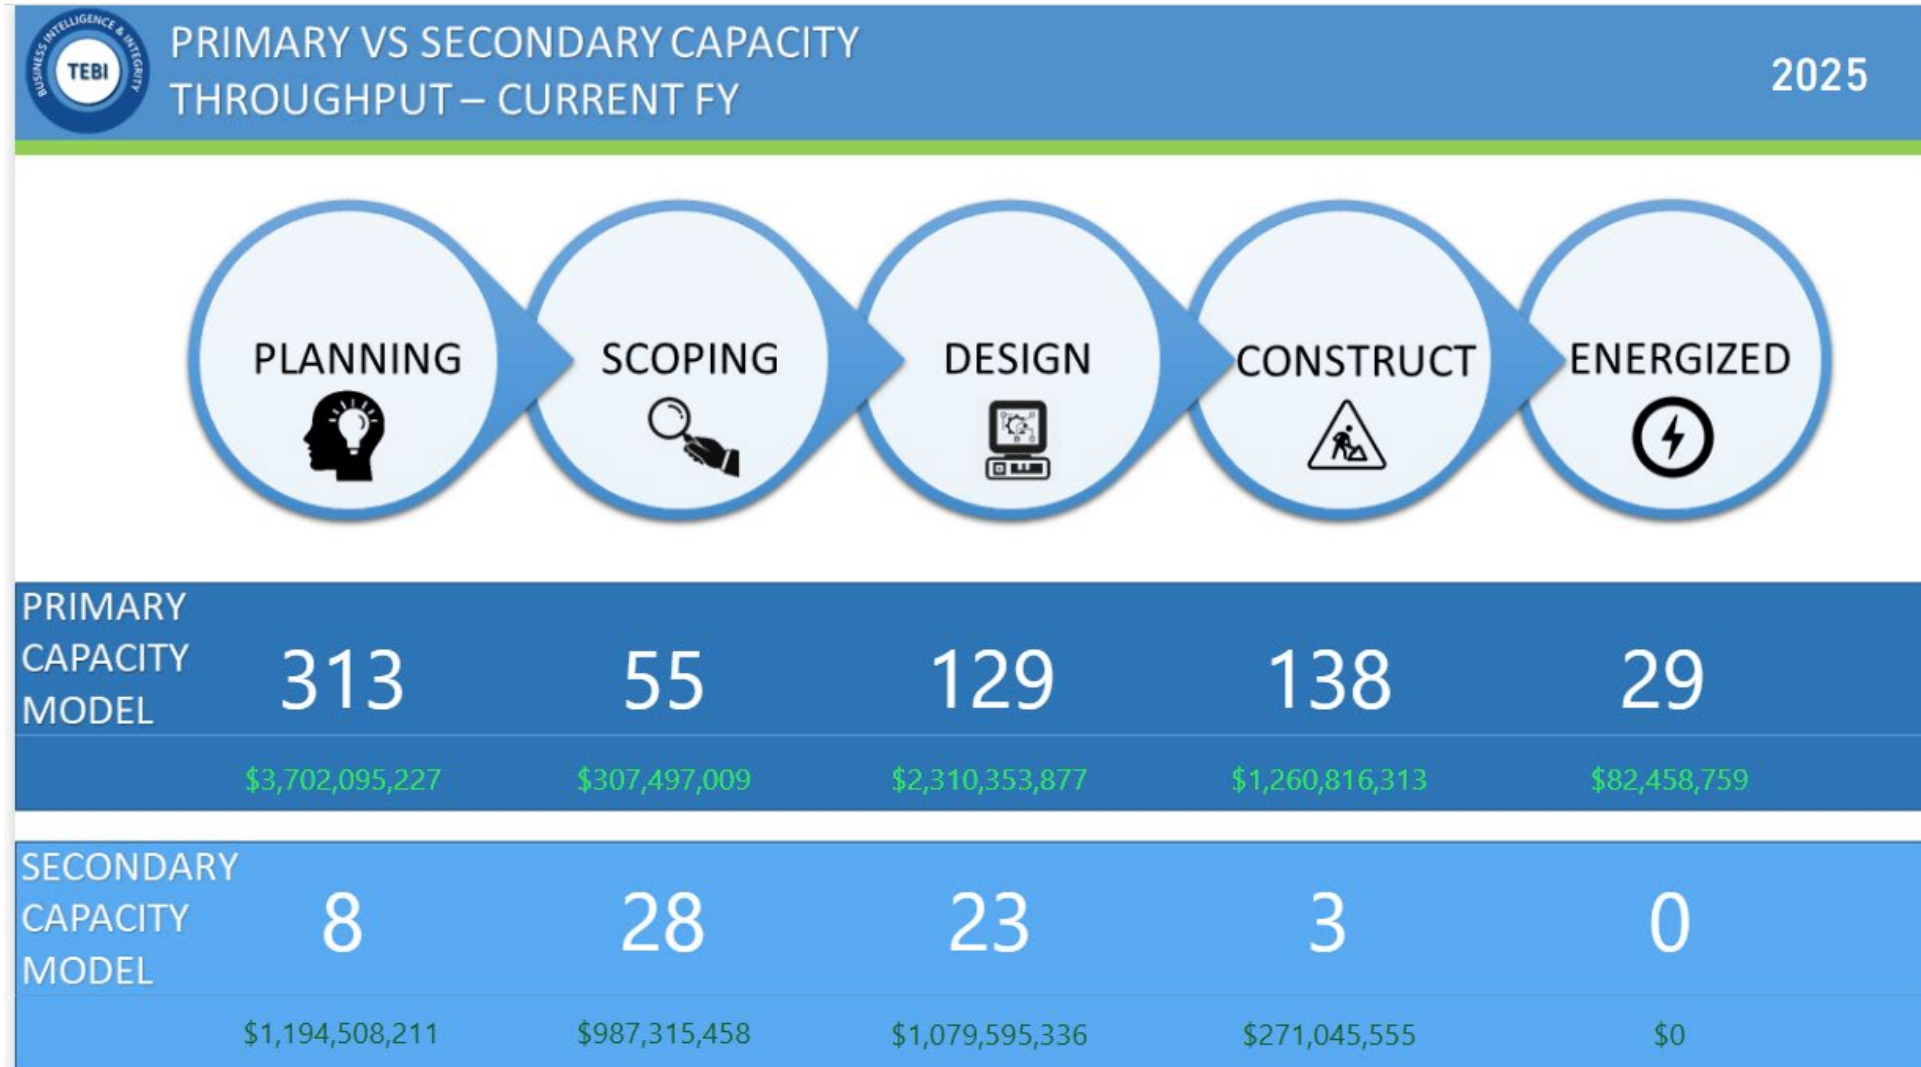 BUSINESS INTELLIGENCE & INTEGRITY
TEBI
PRIMARY VS SECONDARY CAPACITY
THROUGHPUT – CURRENT FY
2025
PLANNING
SCOPING
DESIGN
CONSTRUCT
ENERGIZED
PRIMARY
CAPACITY
MODEL
313
55
129
138
29
$3,702,095,227
$307,497,009
$2,310,353,877
$1,260,816,313
$82,458,759
SECONDARY
CAPACITY
MODEL
8
28
23
3
0
$1,194,508,211
$987,315,458
$1,079,595,336
$271,045,555
$0